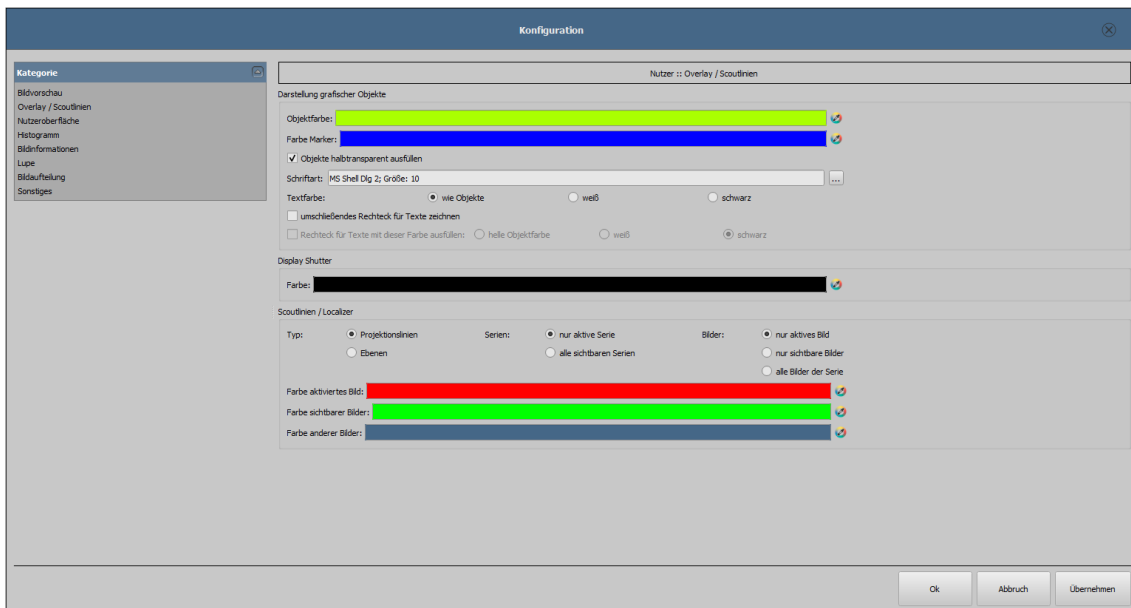 Konfiguration
Kategorie
Bildvorschau
Overlay / Scoutlinien
Nutzeroberfläche
Histogramm
Bildinformationen
Lupe
Bildaufteilung
Sonstiges
Nutzer :: Overlay / Scoutlinien
Darstellung grafischer Objekte
Objektfarbe:
Farbe Marker:
Objekte halbtransparent ausfüllen
Schriftart: MS Shell Dlg 2; Größe: 10 ...
Textfarbe: wie Objekte weiß schwarz
umschließendes Rechteck für Texte zeichnen
Rechteck für Texte mit dieser Farbe ausfüllen: helle Objektfarbe weiß schwarz
Display Shutter
Farbe:
Scoutlinien / Localizer
Typ: Projektionslinien Serien: nur aktive Serie Bilder: nur aktives Bild
Ebenen alle sichtbaren Serien nur sichtbare Bilder
alle Bilder der Serie
Farbe aktiviertes Bild:
Farbe sichtbarer Bilder:
Farbe anderer Bilder:
Ok Abbruch Übernehmen